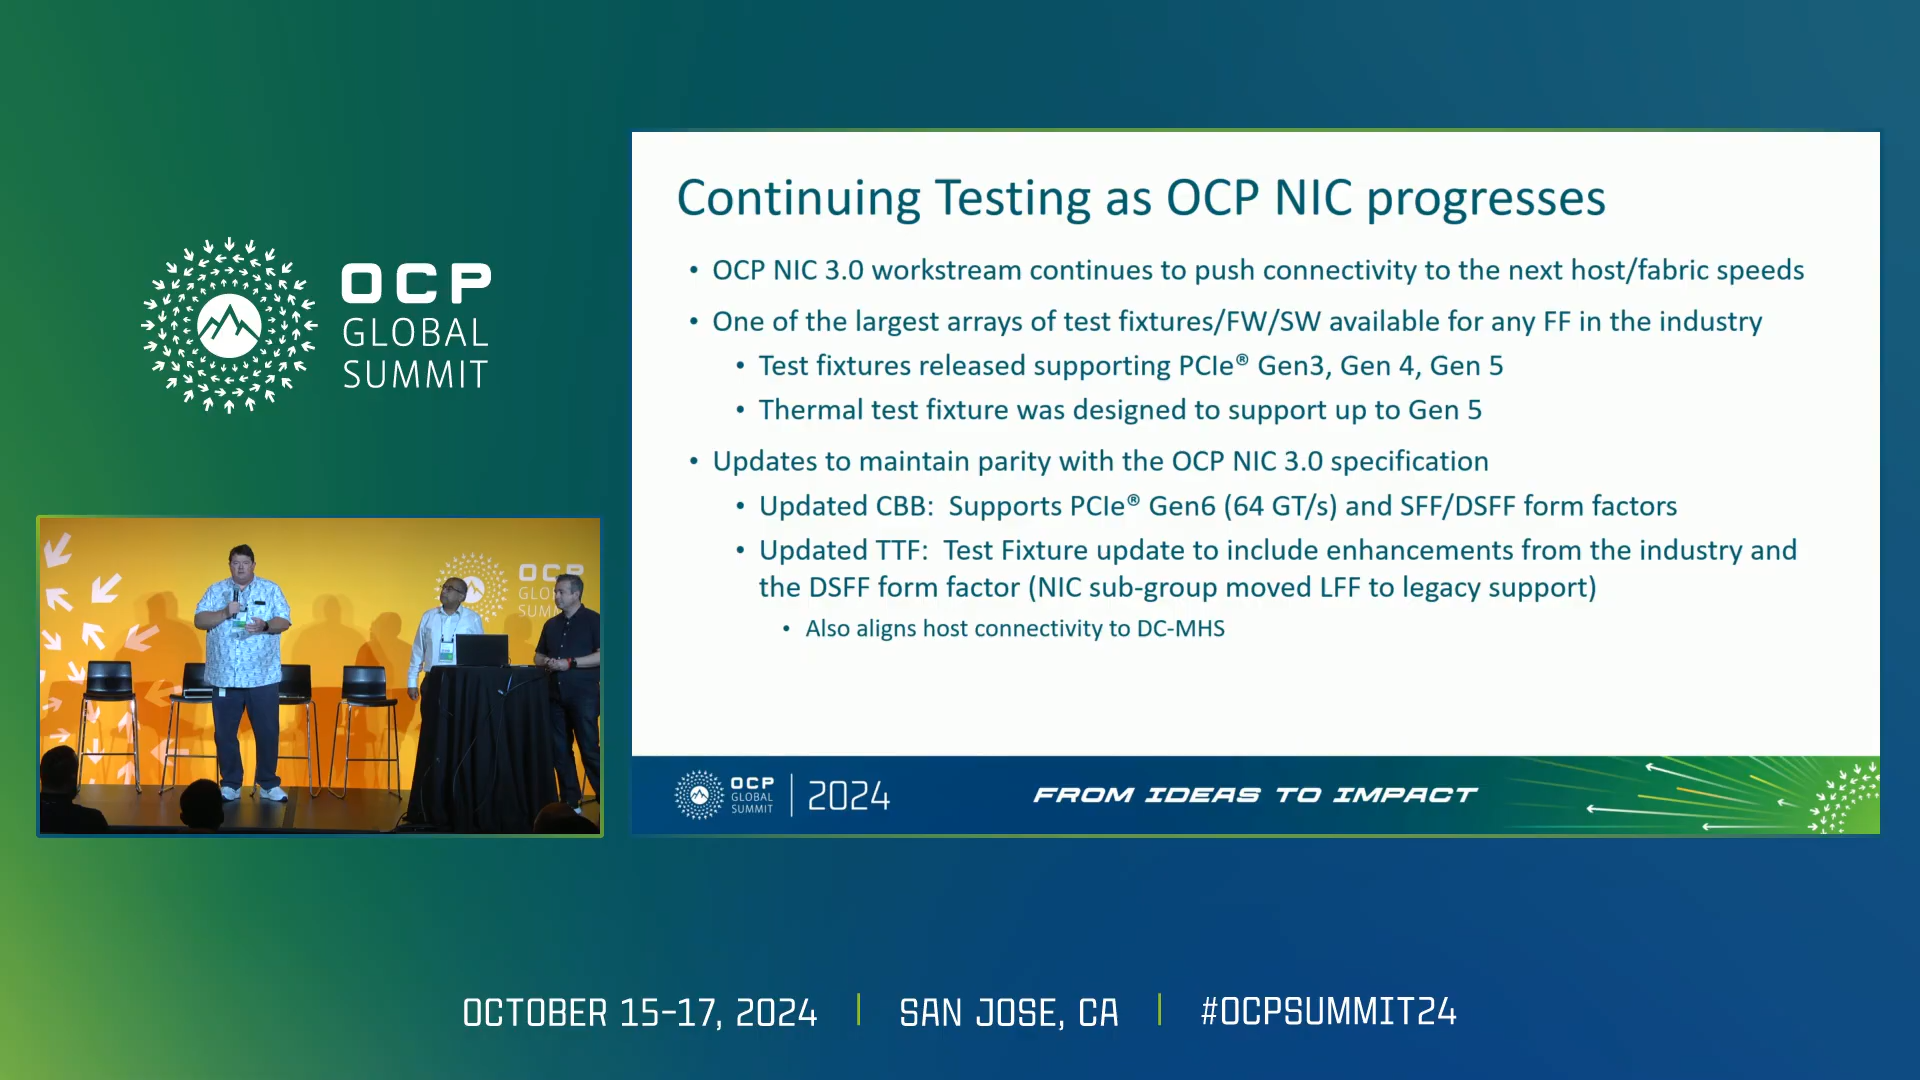 OCP
GLOBAL
SUMMIT
Continuing Testing as OCP NIC progresses
• OCP NIC 3.0 workstream continues to push connectivity to the next host/fabric speeds
• One of the largest arrays of test fixtures/FW/SW available for any FF in the industry
• Test fixtures released supporting PCIe® Gen3, Gen 4, Gen 5
• Thermal test fixture was designed to support up to Gen 5
• Updates to maintain parity with the OCP NIC 3.0 specification
• Updated CBB:  Supports PCIe® Gen6 (64 GT/s) and SFF/DSFF form factors
• Updated TTF:  Test Fixture update to include enhancements from the industry and
the DSFF form factor (NIC sub-group moved LFF to legacy support)
• Also aligns host connectivity to DC-MHS
OCP
GLOBAL
SUMMIT
2024
FROM IDEAS TO IMPACT
OCP
OCTOBER 15-17, 2024
SAN JOSE, CA
#OCPSUMMIT24